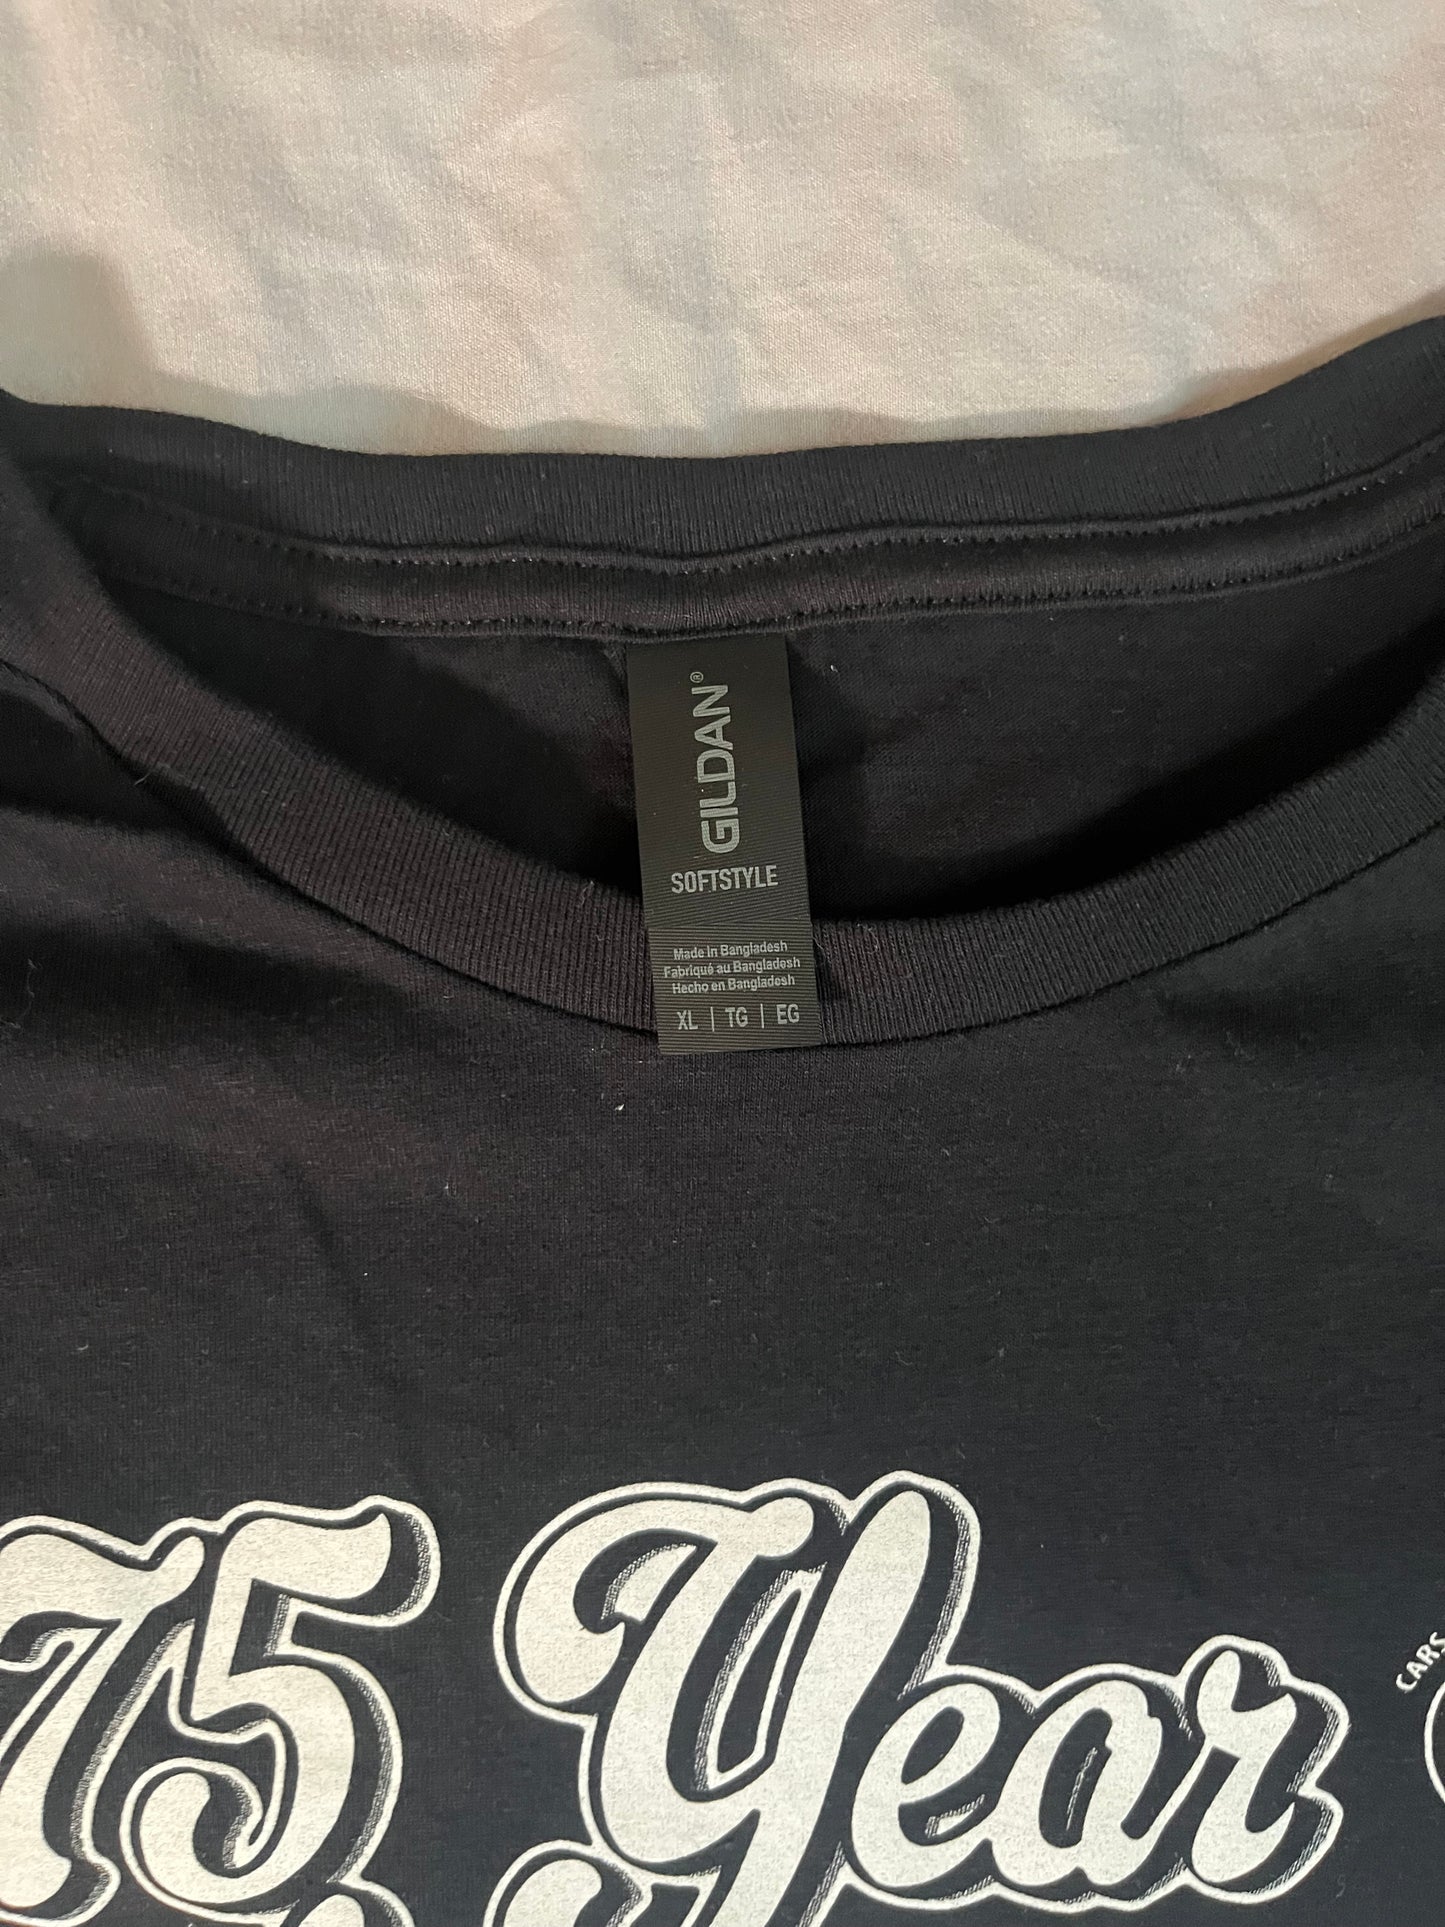 GILDAN®
SOFTSTYLE
Made in Bangladesh
Fabriqué au Bangladesh
Hecho en Bangladesh
XL | TG | EG
75 Year
CARS